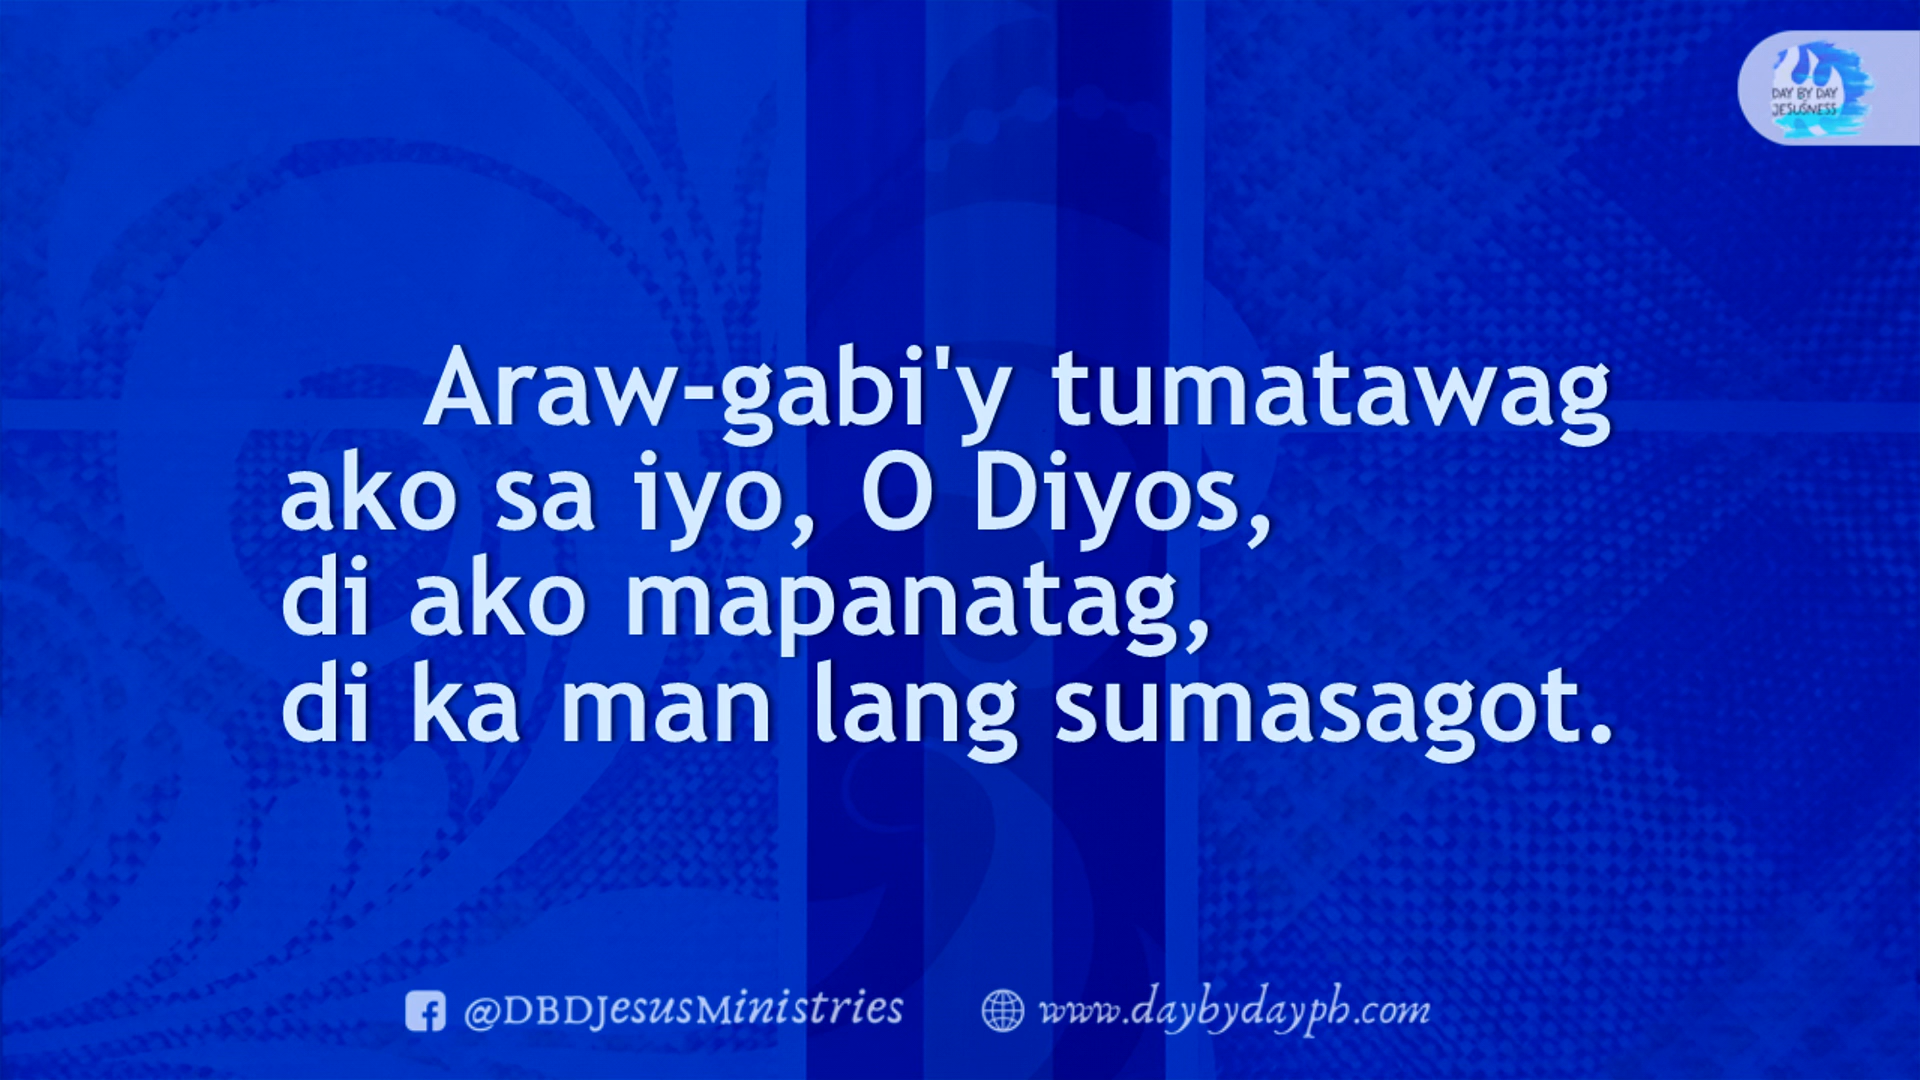 DAY BY DAY
JESUSNESS
Araw-gabi'y tumatawag
ako sa iyo, O Diyos,
di ako mapanatag,
di ka man lang sumasagot.
@DBDJesusMinistries
www.daybydayph.com